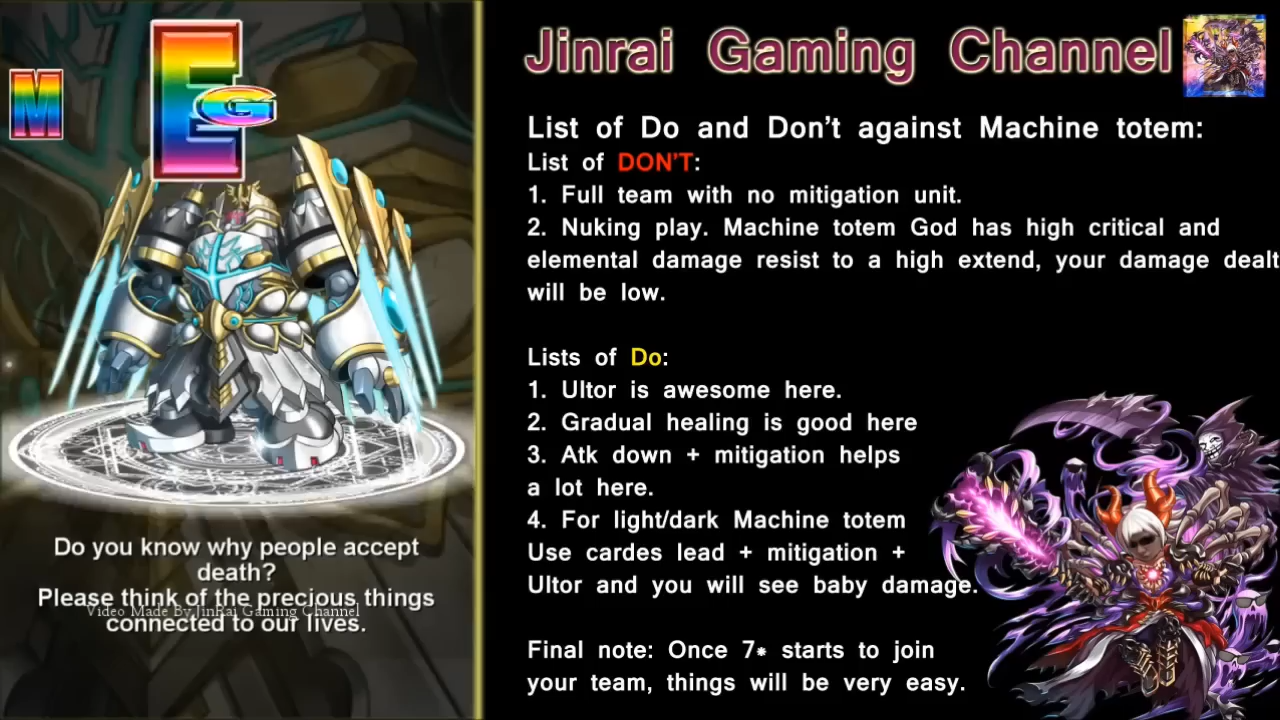 M
E
G
Do you know why people accept
death?
Please think of the precious things
Video Made By JinRai Gaming Channel
connected to our lives.
Jinrai Gaming Channel
List of Do and Don't against Machine totem:
List of DON'T:
1. Full team with no mitigation unit.
2. Nuking play. Machine totem God has high critical and
elemental damage resist to a high extend, your damage dealt
will be low.
Lists of Do:
1. Ultor is awesome here.
2. Gradual healing is good here
3. Atk down + mitigation helps
a lot here.
4. For light/dark Machine totem
Use cardes lead + mitigation +
Ultor and you will see baby damage.
Final note: Once 7* starts to join
your team, things will be very easy.